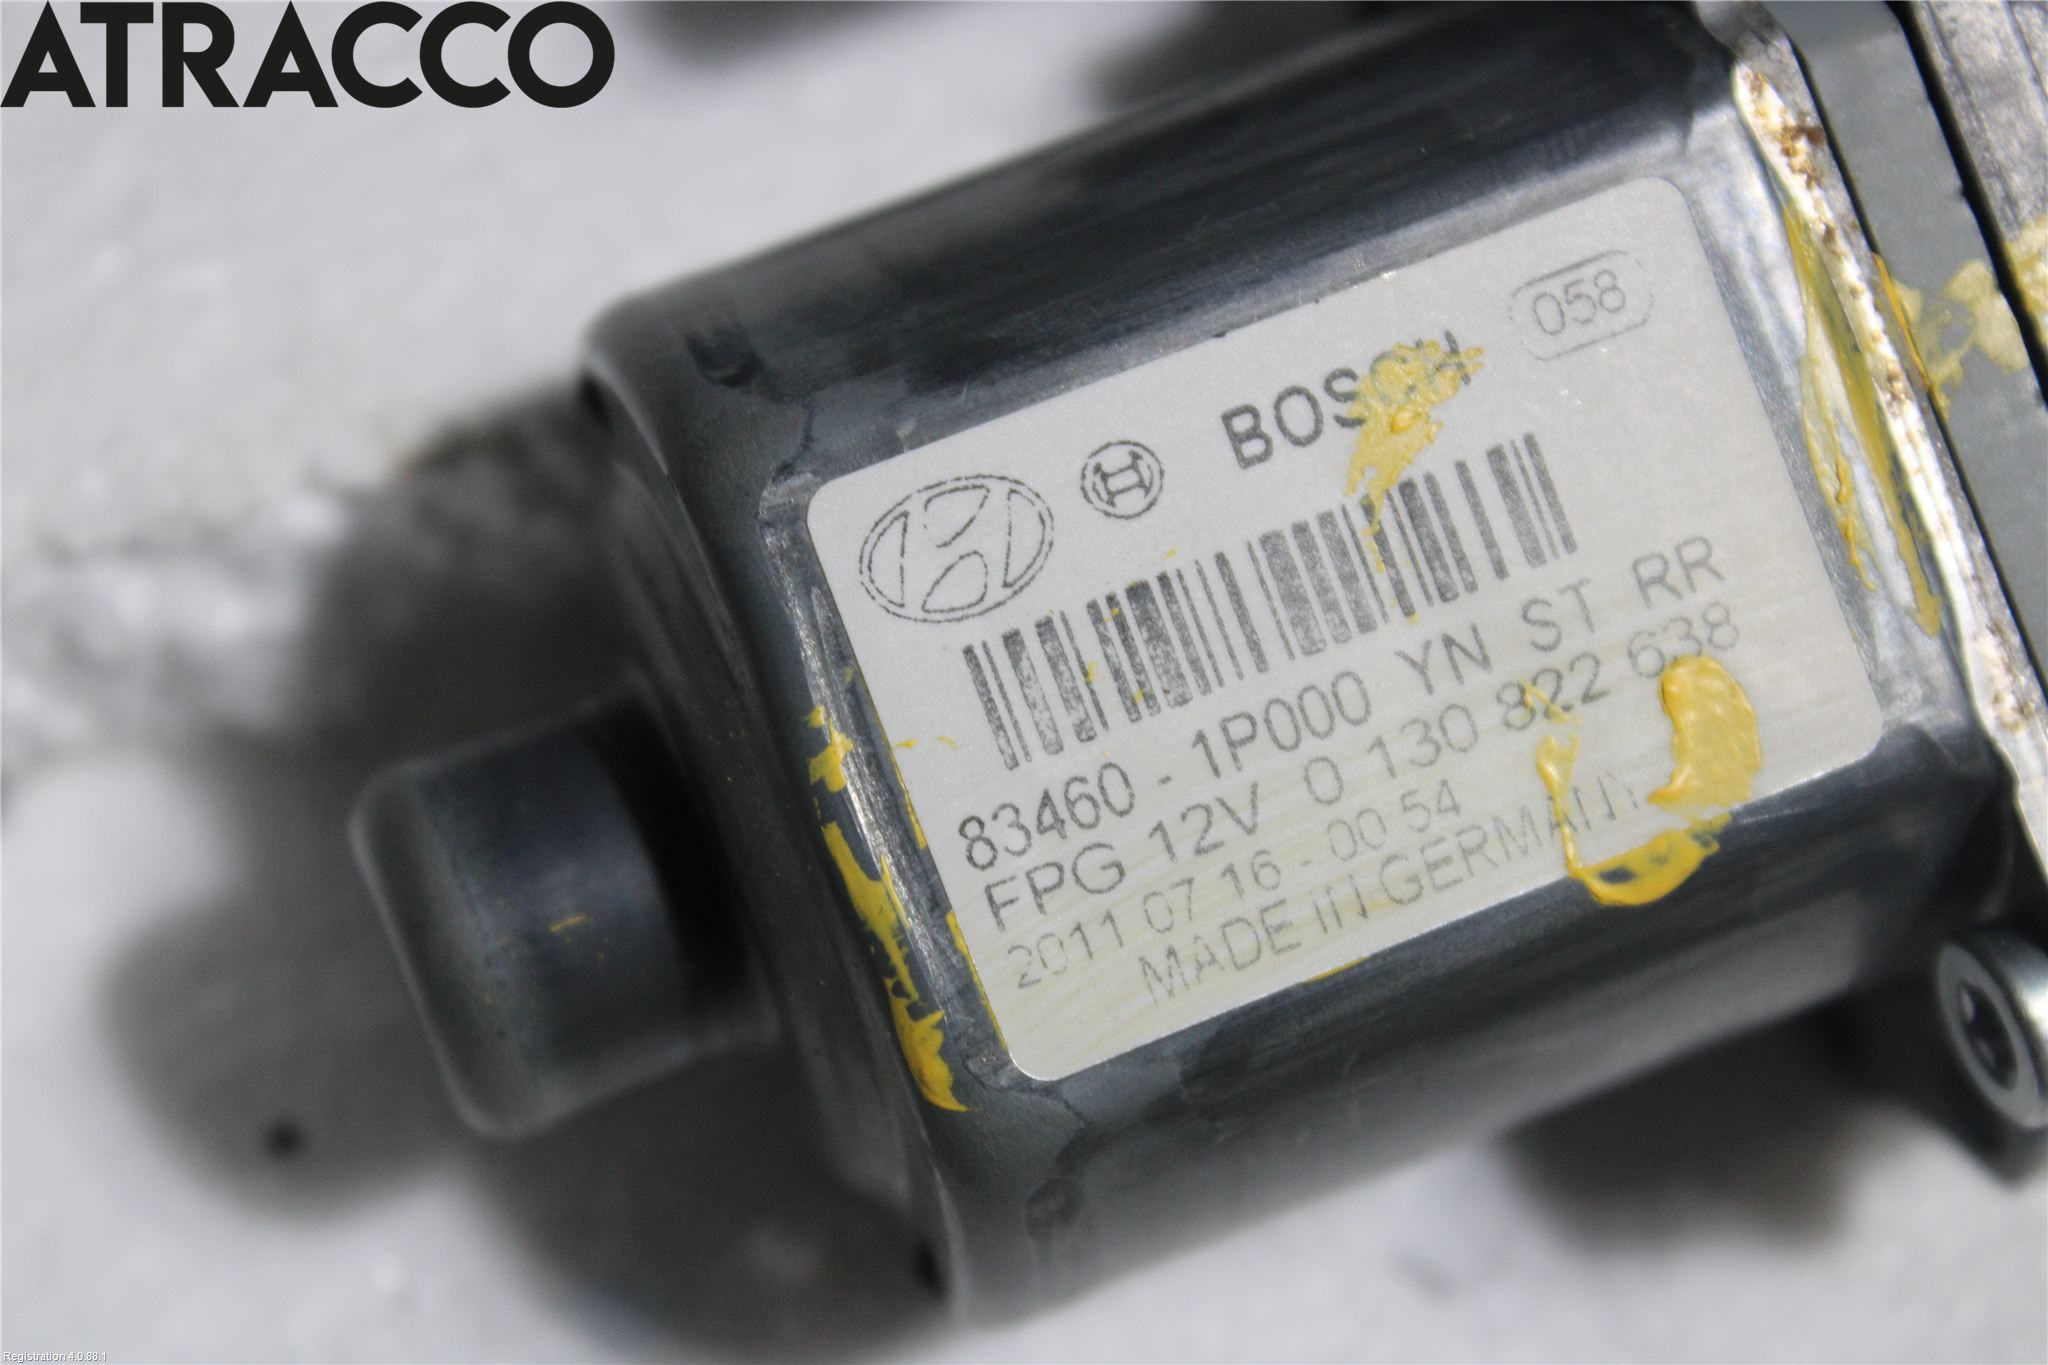 ATRACCO
BOSCH 058
83460 - 1P000 YN ST RR
FPG 12V 0 130 822 638
2011 07 16 - 00 54
MADE IN GERMANY
Registration 4.0.88.1